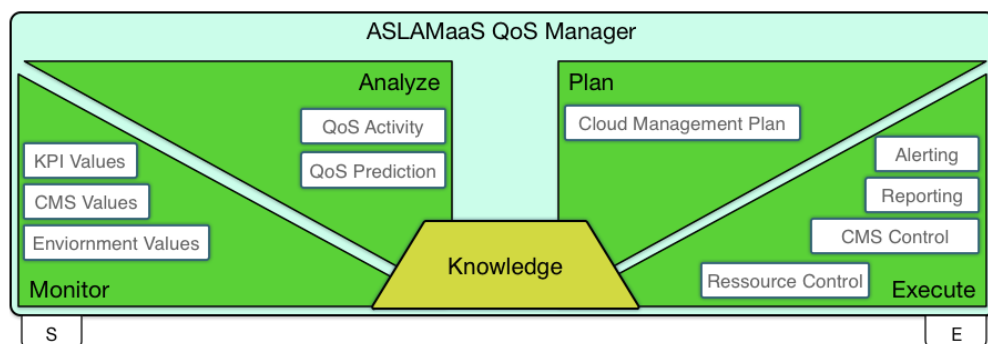 ASLAMaaS QoS Manager
Analyze
QoS Activity
QoS Prediction
Plan
Cloud Management Plan
KPI Values
CMS Values
Enviornment Values
Monitor
Knowledge
Alerting
Reporting
CMS Control
Ressource Control
Execute
S
E